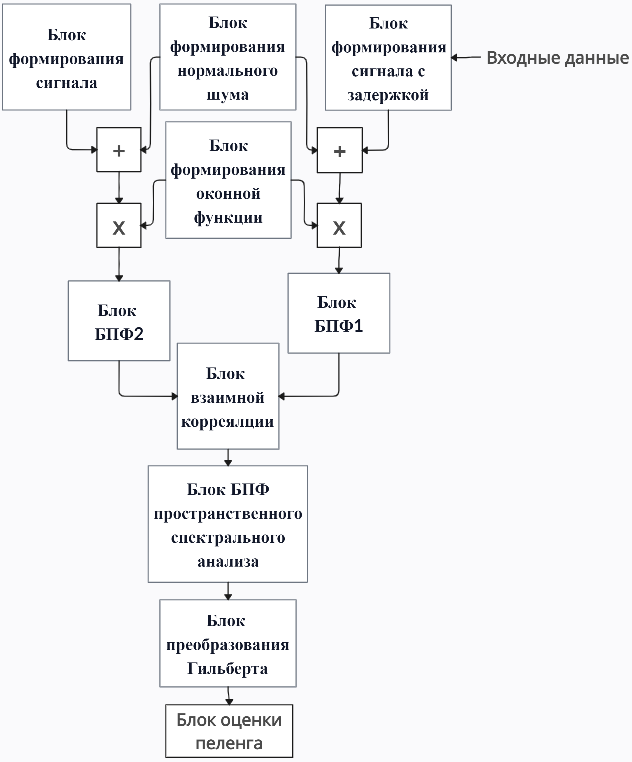 Блок
формирования
сигнала
Блок
формирования
нормального
шума
Блок
формирования
сигнала с
задержкой
Входные данные
+
+
Блок
формирования
оконной
функции
X
X
Блок
БПФ2
Блок
БПФ1
Блок
взаимной
корреялции
Блок БПФ
пространственного
спектрального
анализа
Блок
преобразования
Гильберта
Блок оценки
пеленга